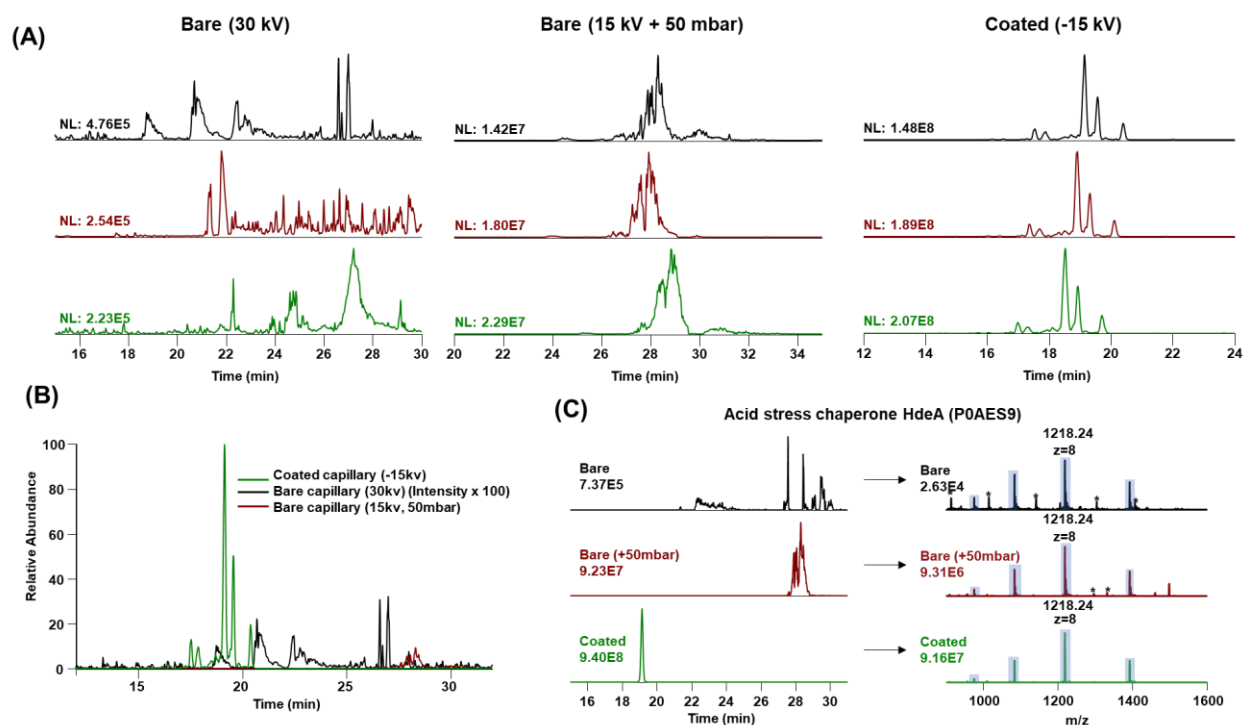 (A)
Bare (30 kV)
Bare (15 kV + 50 mbar)
Coated (-15 kV)
NL: 4.76E5
NL: 1.42E7
NL: 1.48E8
NL: 2.54E5
NL: 1.80E7
NL: 1.89E8
NL: 2.23E5
NL: 2.29E7
NL: 2.07E8
16 18 20 22 24 26 28 30
20 22 24 26 28 30 32 34
12 14 16 18 20 22 24
Time (min)
Time (min)
Time (min)
(B)
100
80
60
40
20
0
Relative Abundance
Coated capillary (-15kv)
Bare capillary (30kv) (Intensity x 100)
Bare capillary (15kv, 50mbar)
15 20 25 30
Time (min)
(C)
Acid stress chaperone HdeA (P0AES9)
Bare
7.37E5
Bare
2.63E4
1218.24
z=8
* * * * *
Bare (+50mbar)
9.23E7
Bare (+50mbar)
9.31E6
1218.24
z=8
* *
Coated
9.40E8
Coated
9.16E7
1218.24
z=8
16 19 22 25 28 31
Time (min)
1000 1200 1400 1600
m/z